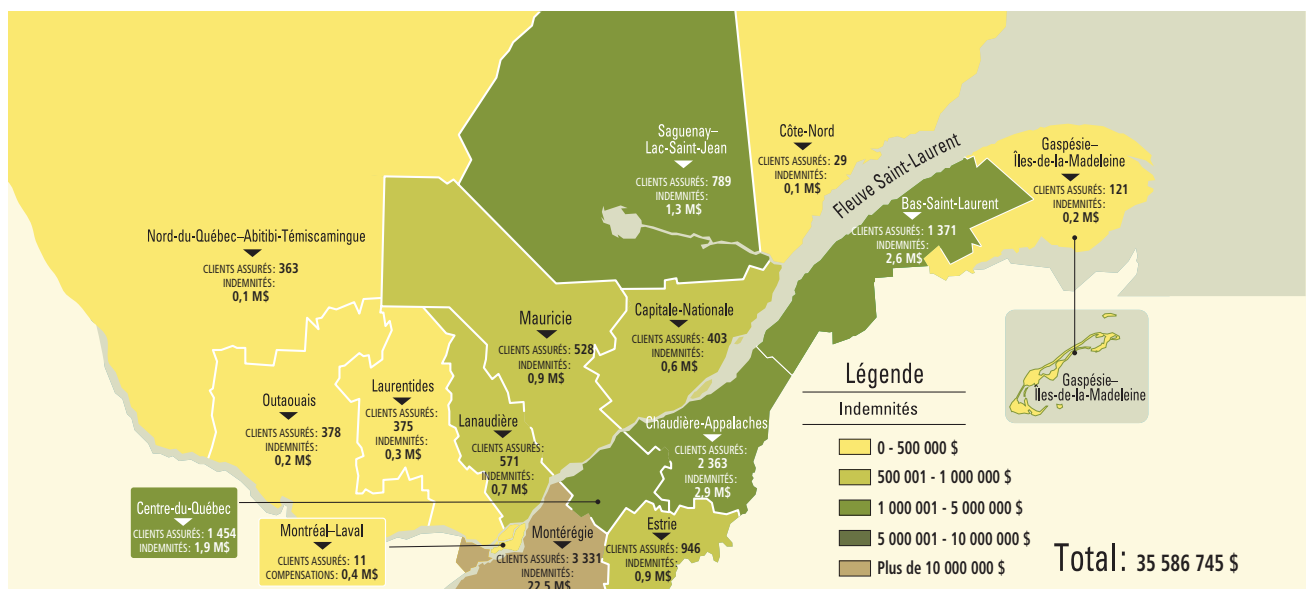 Saguenay–
Lac-Saint-Jean
CLIENTS ASSURÉS: 789
INDEMNITÉS:
1,3 M$
Côte-Nord
CLIENTS ASSURÉS: 29
INDEMNITÉS:
0,1 M$
Fleuve Saint-Laurent
Gaspésie–
Îles-de-la-Madeleine
CLIENTS ASSURÉS: 121
INDEMNITÉS:
0,2 M$
Bas-Saint-Laurent
CLIENTS ASSURÉS: 1 371
INDEMNITÉS:
2,6 M$
Nord-du-Québec–Abitibi-Témiscamingue
CLIENTS ASSURÉS: 363
INDEMNITÉS:
0,1 M$
Mauricie
CLIENTS ASSURÉS: 528
INDEMNITÉS:
0,9 M$
Capitale-Nationale
CLIENTS ASSURÉS: 403
INDEMNITÉS:
0,6 M$
Outaouais
CLIENTS ASSURÉS: 378
INDEMNITÉS:
0,2 M$
Laurentides
CLIENTS ASSURÉS:
375
INDEMNITÉS:
0,3 M$
Lanaudière
CLIENTS ASSURÉS:
571
INDEMNITÉS:
0,7 M$
Chaudière-Appalaches
CLIENTS ASSURÉS:
2 363
INDEMNITÉS:
2,9 M$
Centre-du-Québec
CLIENTS ASSURÉS: 1 454
INDEMNITÉS: 1,9 M$
Montréal–Laval
CLIENTS ASSURÉS: 11
COMPENSATIONS: 0,4 M$
Montérégie
CLIENTS ASSURÉS: 3 331
INDEMNITÉS:
22,5 M$
Estrie
CLIENTS ASSURÉS: 946
INDEMNITÉS:
0,9 M$
Gaspésie–
Îles-de-la-Madeleine
Légende
Indemnités
0 - 500 000 $
500 001 - 1 000 000 $
1 000 001 - 5 000 000 $
5 000 001 - 10 000 000 $
Plus de 10 000 000 $
Total: 35 586 745 $